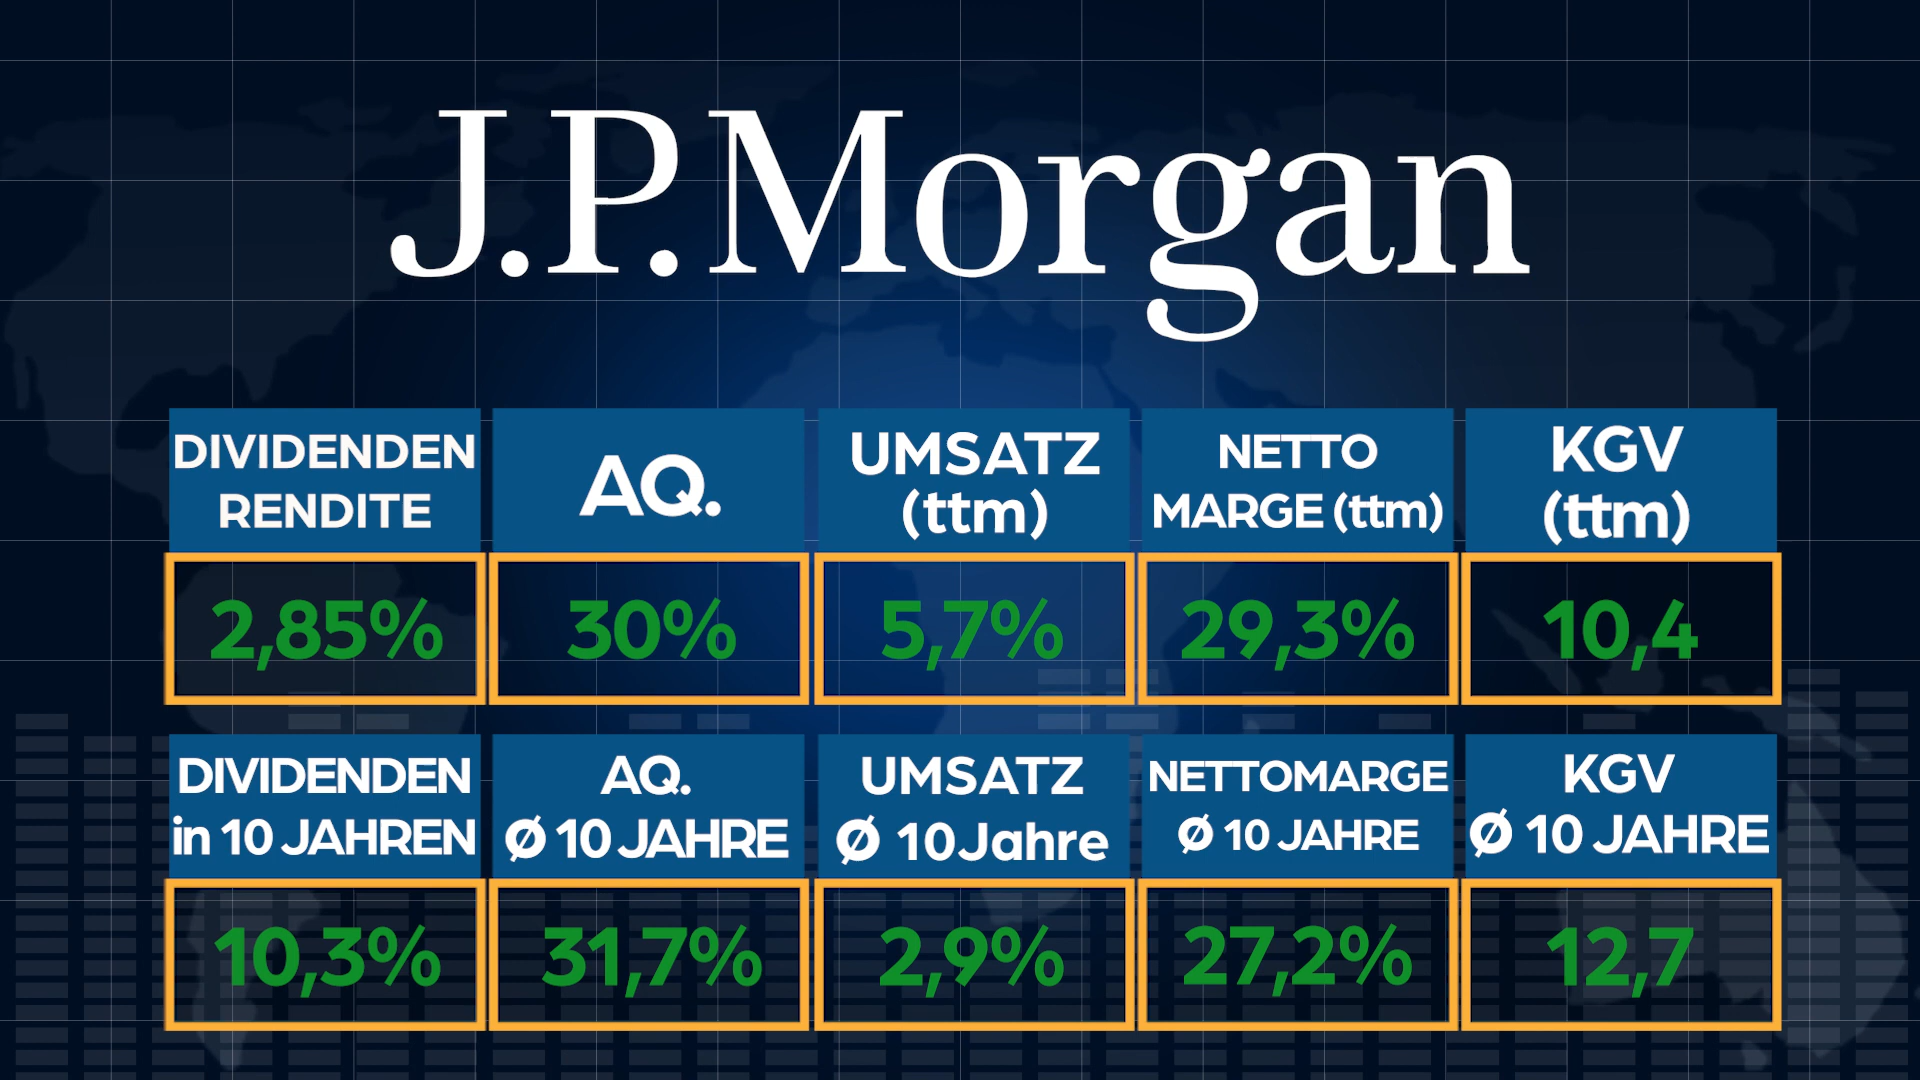 J.P.Morgan
DIVIDENDEN
RENDITE
AQ.
UMSATZ
(ttm)
NETTO
MARGE (ttm)
KGV
(ttm)
2,85%
30%
5,7%
29,3%
10,4
DIVIDENDEN
in 10 JAHREN
AQ.
Ø 10 JAHRE
UMSATZ
Ø 10Jahre
NETTOMARGE
Ø 10 JAHRE
KGV
Ø 10 JAHRE
10,3%
31,7%
2,9%
27,2%
12,7